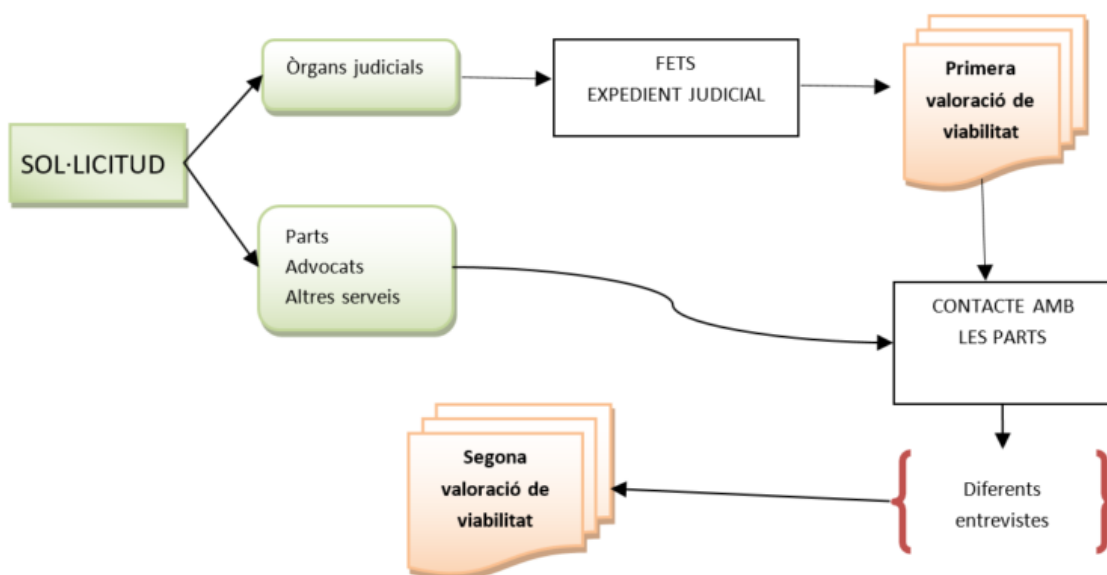 SOL·LICITUD
Òrgans judicials
FETS
EXPEDIENT JUDICIAL
Primera
valoració de
viabilitat
Parts
Advocats
Altres serveis
CONTACTE AMB
LES PARTS
Diferents
entrevistes
Segona
valoració de
viabilitat